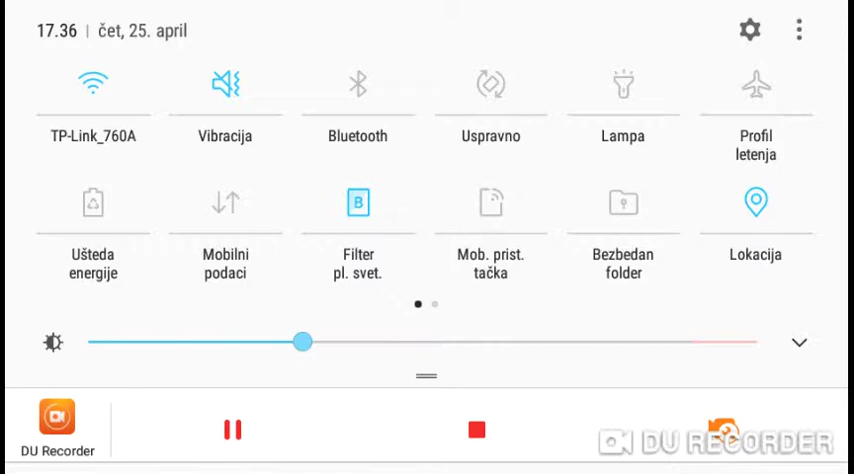 17.36 | čet, 25. april
TP-Link_760A
Vibracija
Bluetooth
Uspravno
Lampa
Profil
letenja
Ušteda
energije
Mobilni
podaci
B
Filter
pl. svet.
Mob. prist.
tačka
Bezbedan
folder
Lokacija
DU Recorder
DU RECORDER